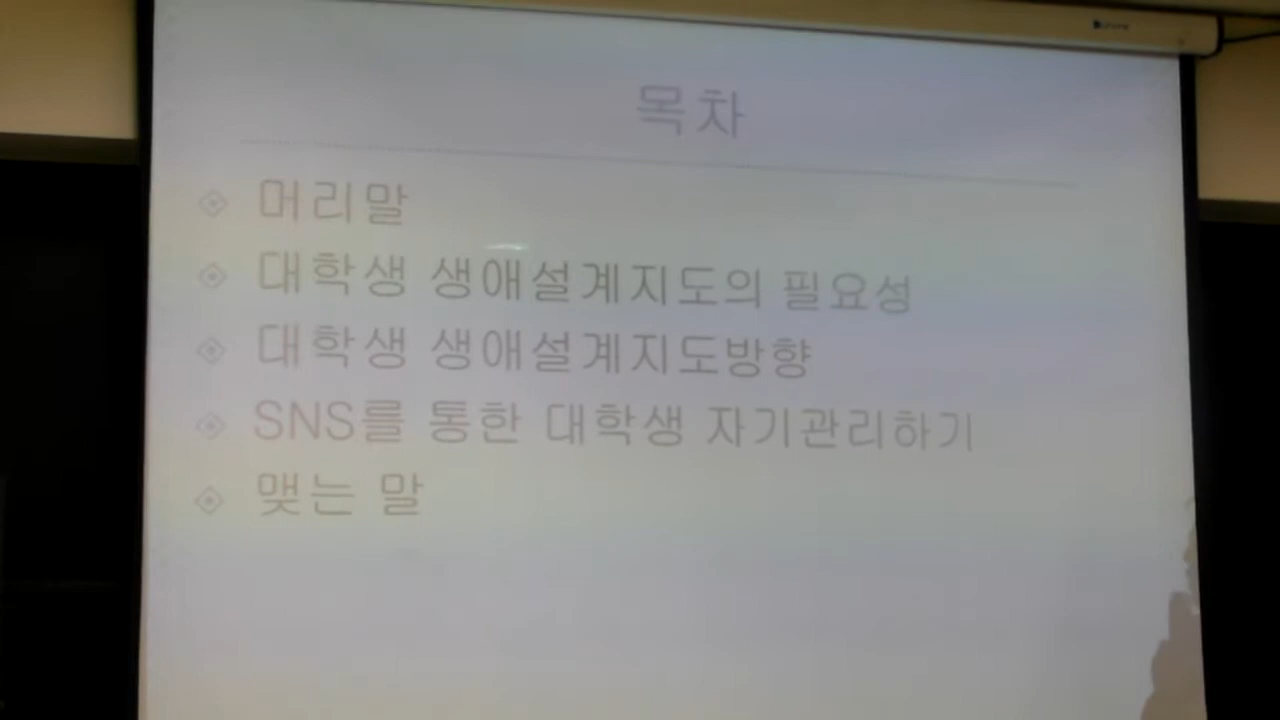 목차
머리말
대학생 생애설계지도의 필요성
대학생 생애설계지도방향
SNS를 통한 대학생 자기관리하기
맺는 말